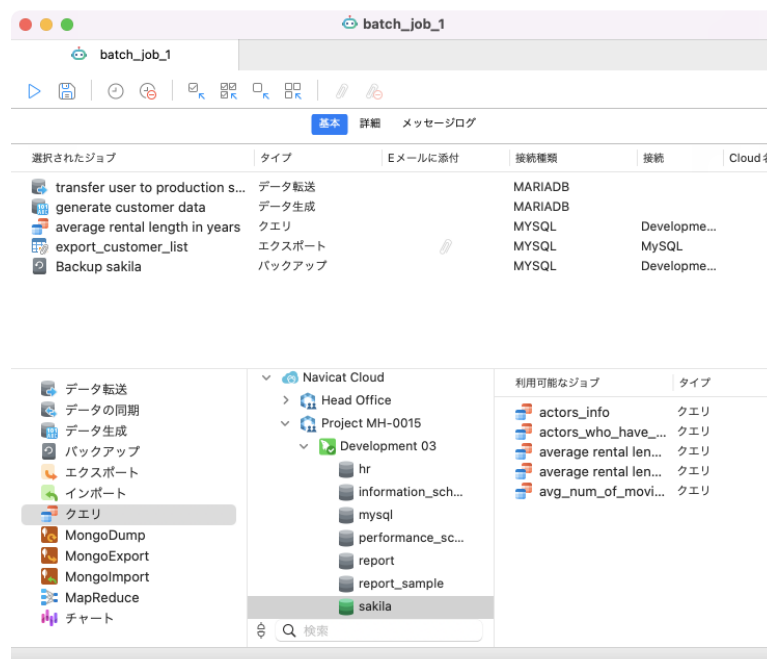 batch_job_1
batch_job_1
基本 詳細 メッセージログ
選択されたジョブ タイプ Eメールに添付 接続種類 接続 Cloud
transfer user to production s... データ転送 MARIADB
generate customer data データ生成 MARIADB
average rental length in years クエリ MYSQL Developme...
export_customer_list エクスポート MYSQL MySQL
Backup sakila バックアップ MYSQL Developme...
データ転送
データの同期
データ生成
バックアップ
エクスポート
インポート
クエリ
MongoDump
MongoExport
MongoImport
MapReduce
チャート
Navicat Cloud
Head Office
Project MH-0015
Development 03
hr
information_sch...
mysql
performance_sc...
report
report_sample
sakila
検索
利用可能なジョブ タイプ
actors_info クエリ
actors_who_have_... クエリ
average rental len... クエリ
average rental len... クエリ
avg_num_of_movi... クエリ